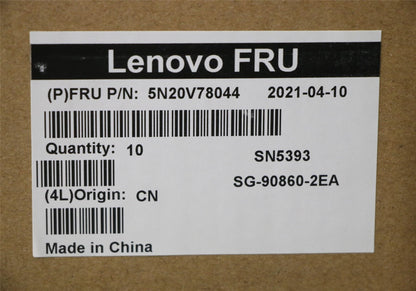 Lenovo FRU
(P)FRU P/N: 5N20V78044 2021-04-10
Quantity: 10
SN5393
SG-90860-2EA
(4L)Origin: CN
Made in China